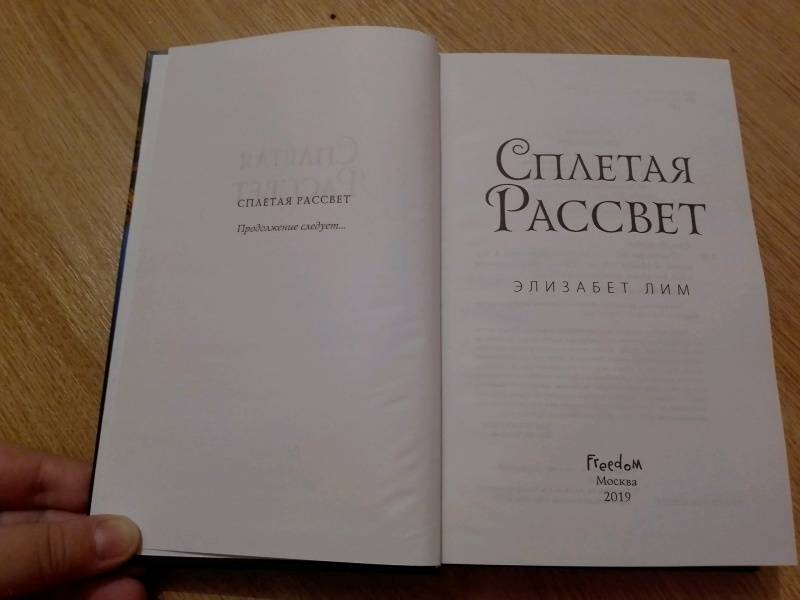 СПЛЕТАЯ РАССВЕТ
Продолжение следует...
СПЛЕТАЯ
РАССВЕТ
ЭЛИЗАБЕТ ЛИМ
Freedom
Москва
2019